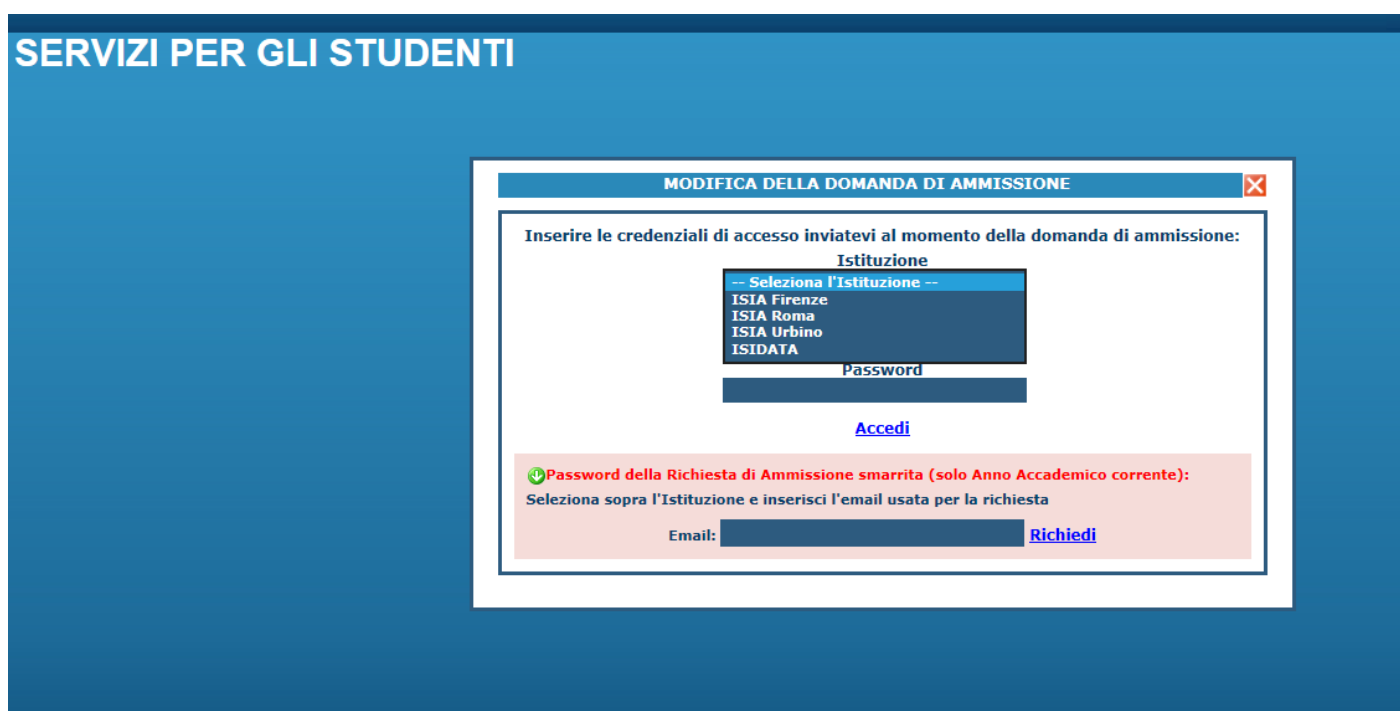 SERVIZI PER GLI STUDENTI
MODIFICA DELLA DOMANDA DI AMMISSIONE
Inserire le credenziali di accesso inviatevi al momento della domanda di ammissione:
Istituzione
-- Seleziona l'Istituzione --
ISIA Firenze
ISIA Roma
ISIA Urbino
ISIDATA
Password
Accedi
Password della Richiesta di Ammissione smarrita (solo Anno Accademico corrente):
Seleziona sopra l'Istituzione e inserisci l'email usata per la richiesta
Email: Richiedi